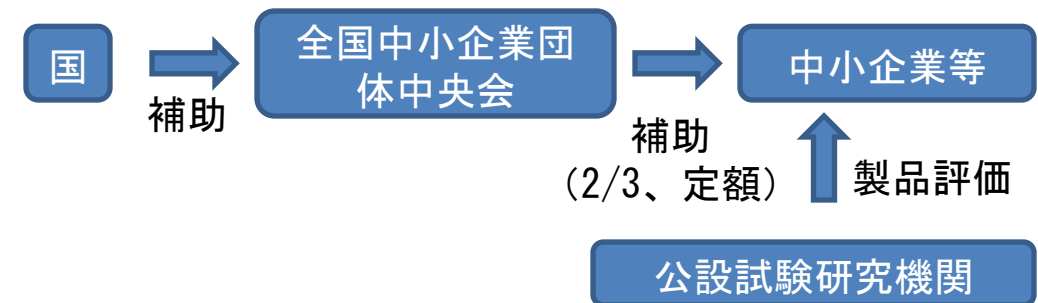 国
補助
全国中小企業団
体中央会
補助
(2/3、定額)
中小企業等
製品評価
公設試験研究機関